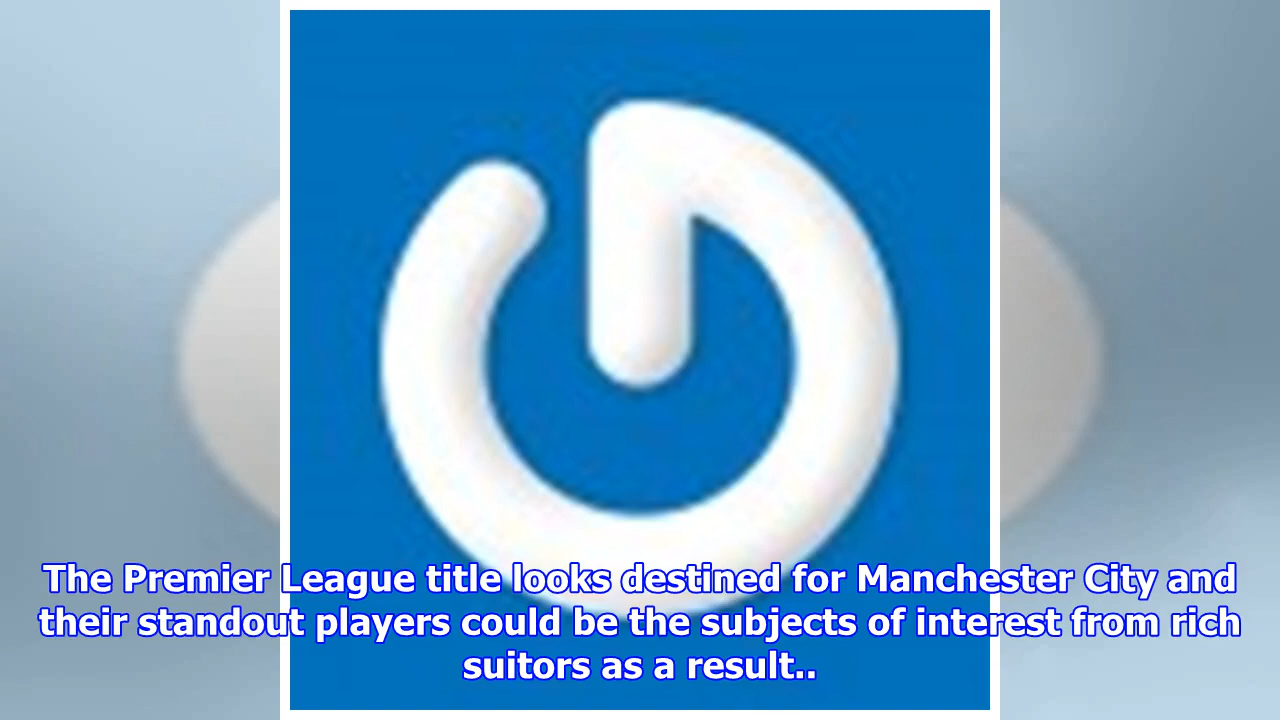 The Premier League title looks destined for Manchester City and
their standout players could be the subjects of interest from rich
suitors as a result..